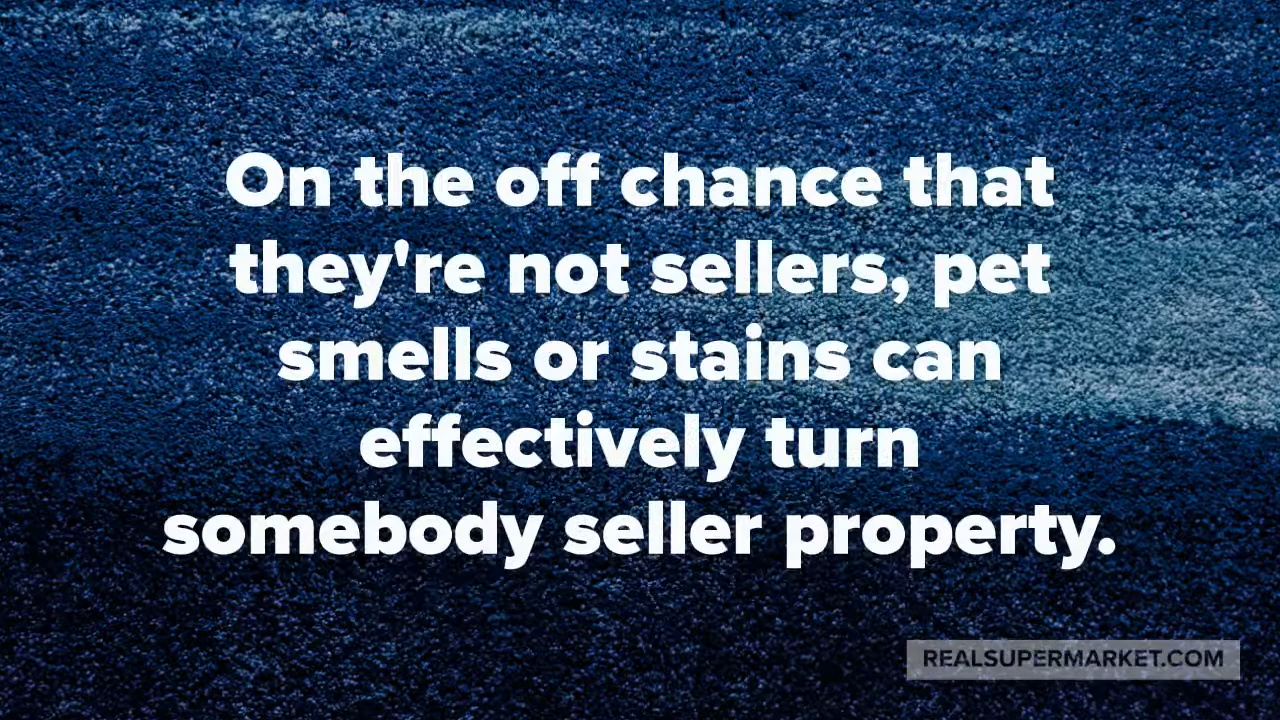 On the off chance that
they're not sellers, pet
smells or stains can
effectively turn
somebody seller property.
REALSUPERMARKET.COM